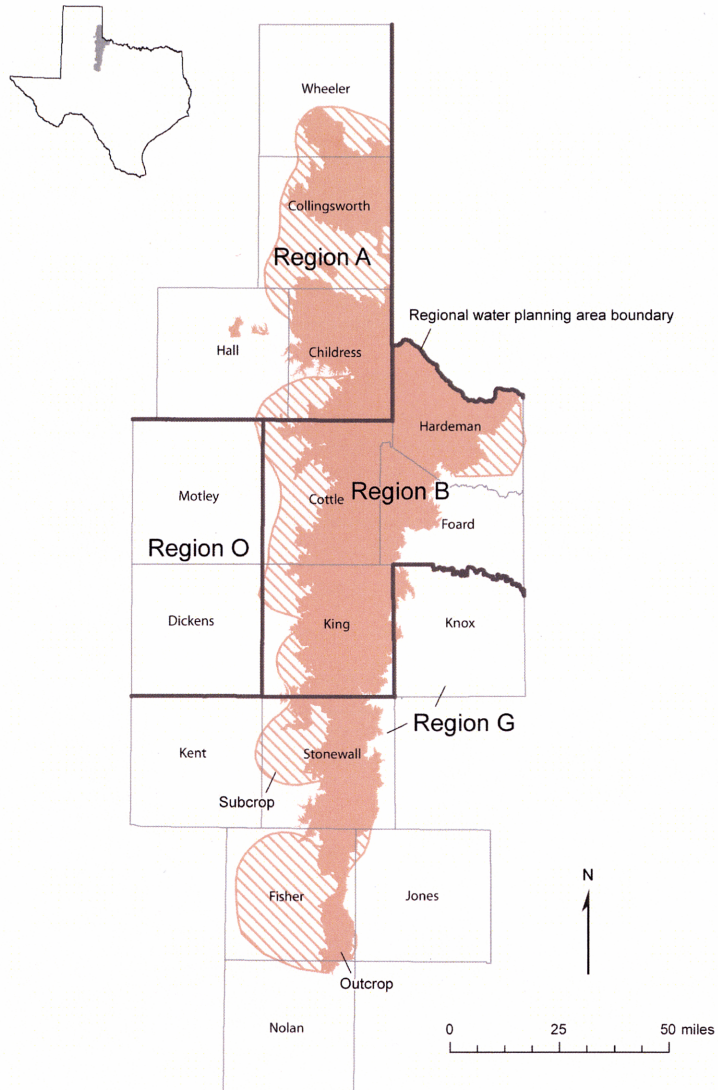 Wheeler
Collingsworth
Region A
Regional water planning area boundary
Hall
Childress
Hardeman
Motley
Cottle
Region B
Foard
Region O
Dickens
King
Knox
Region G
Kent
Stonewall
Subcrop
N
Fisher
Jones
Outcrop
Nolan
0 25 50 miles